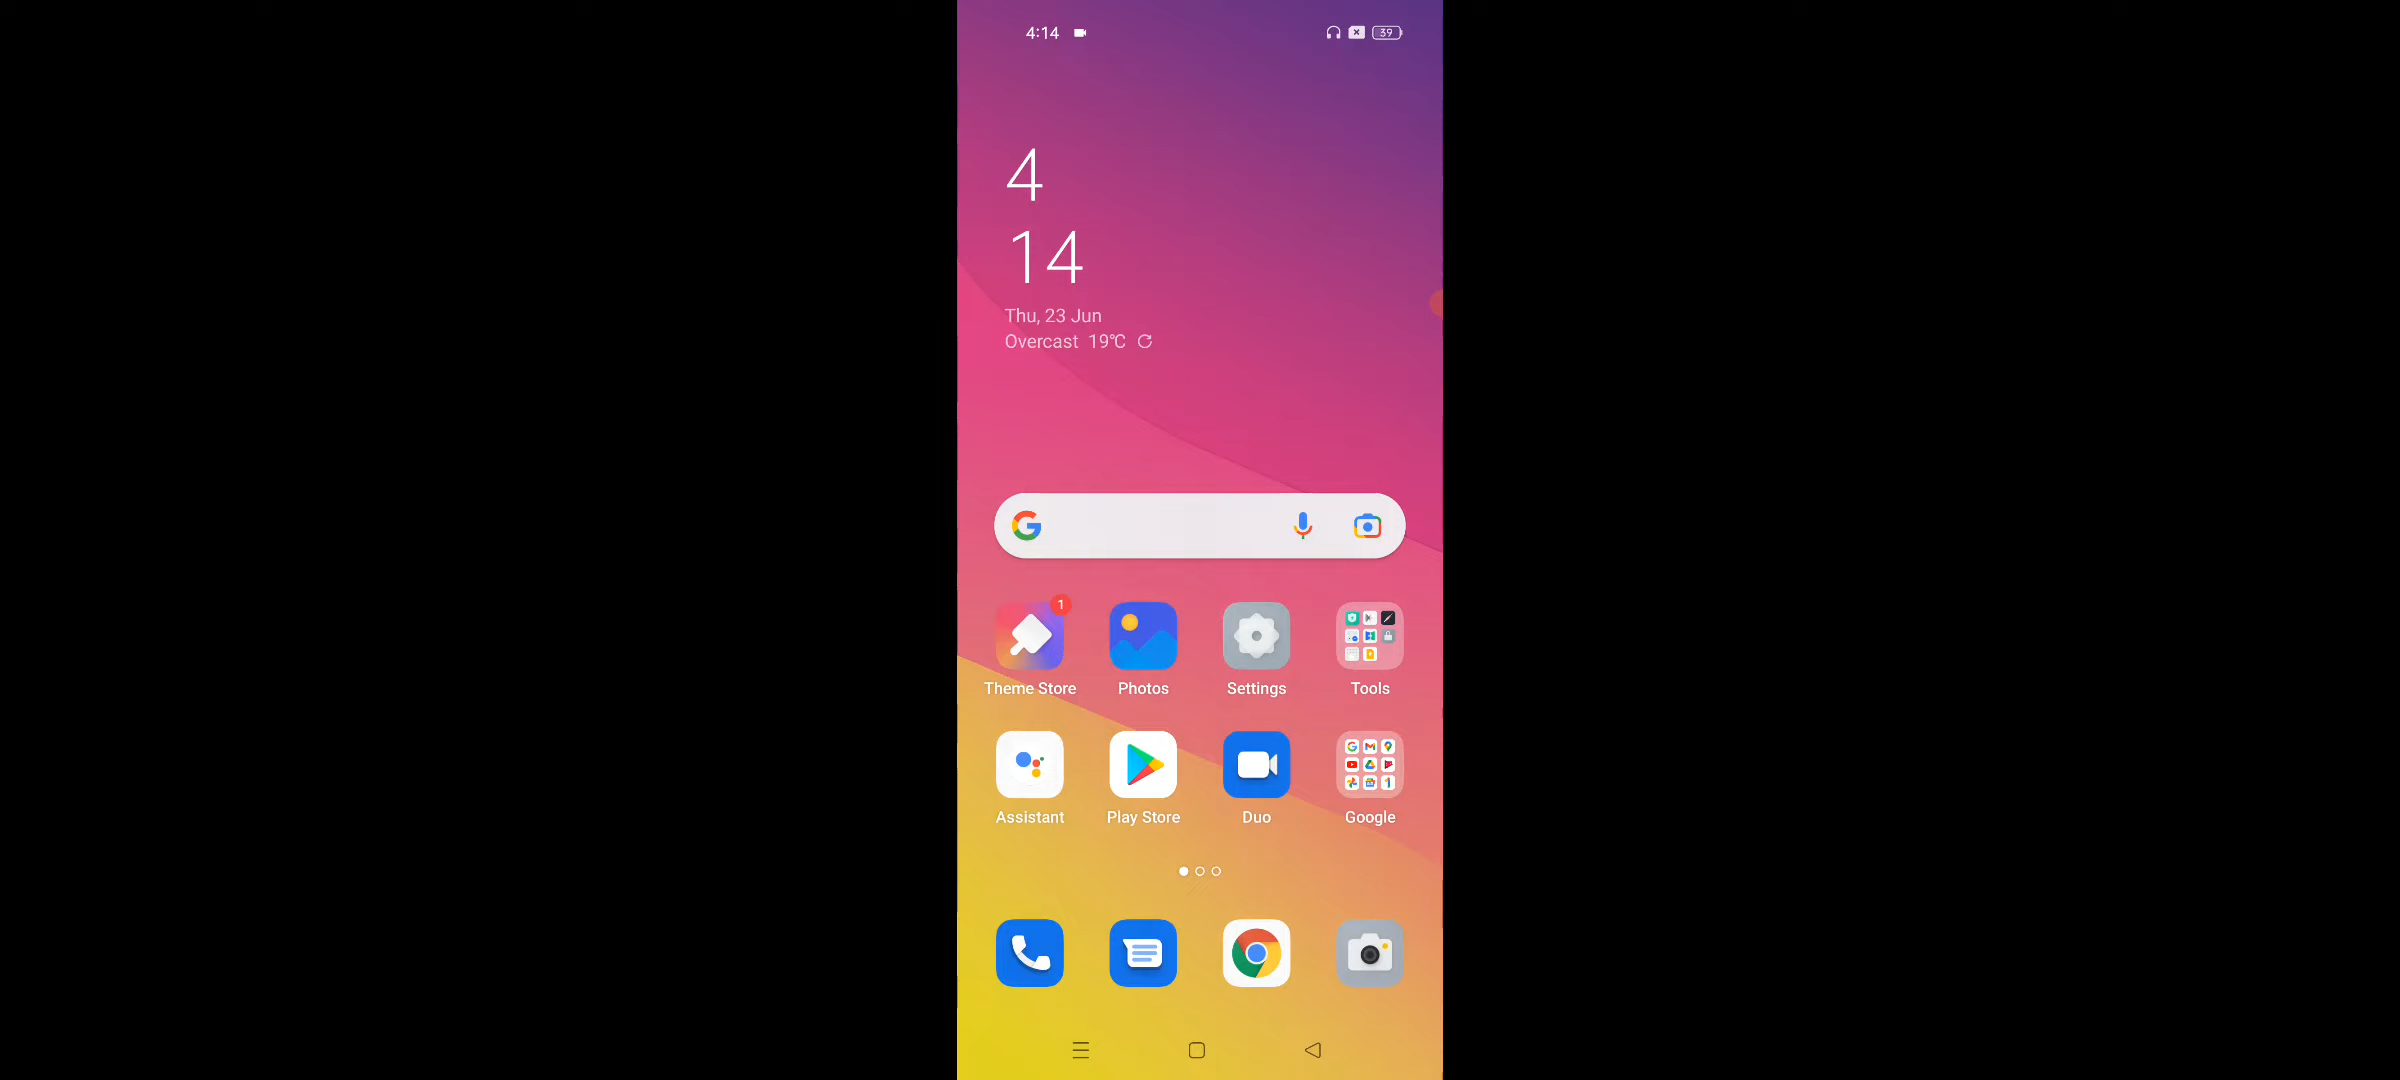 4:14
39
4
14
Thu, 23 Jun
Overcast 19℃
1
Theme Store
Photos
Settings
Tools
Assistant
Play Store
Duo
Google